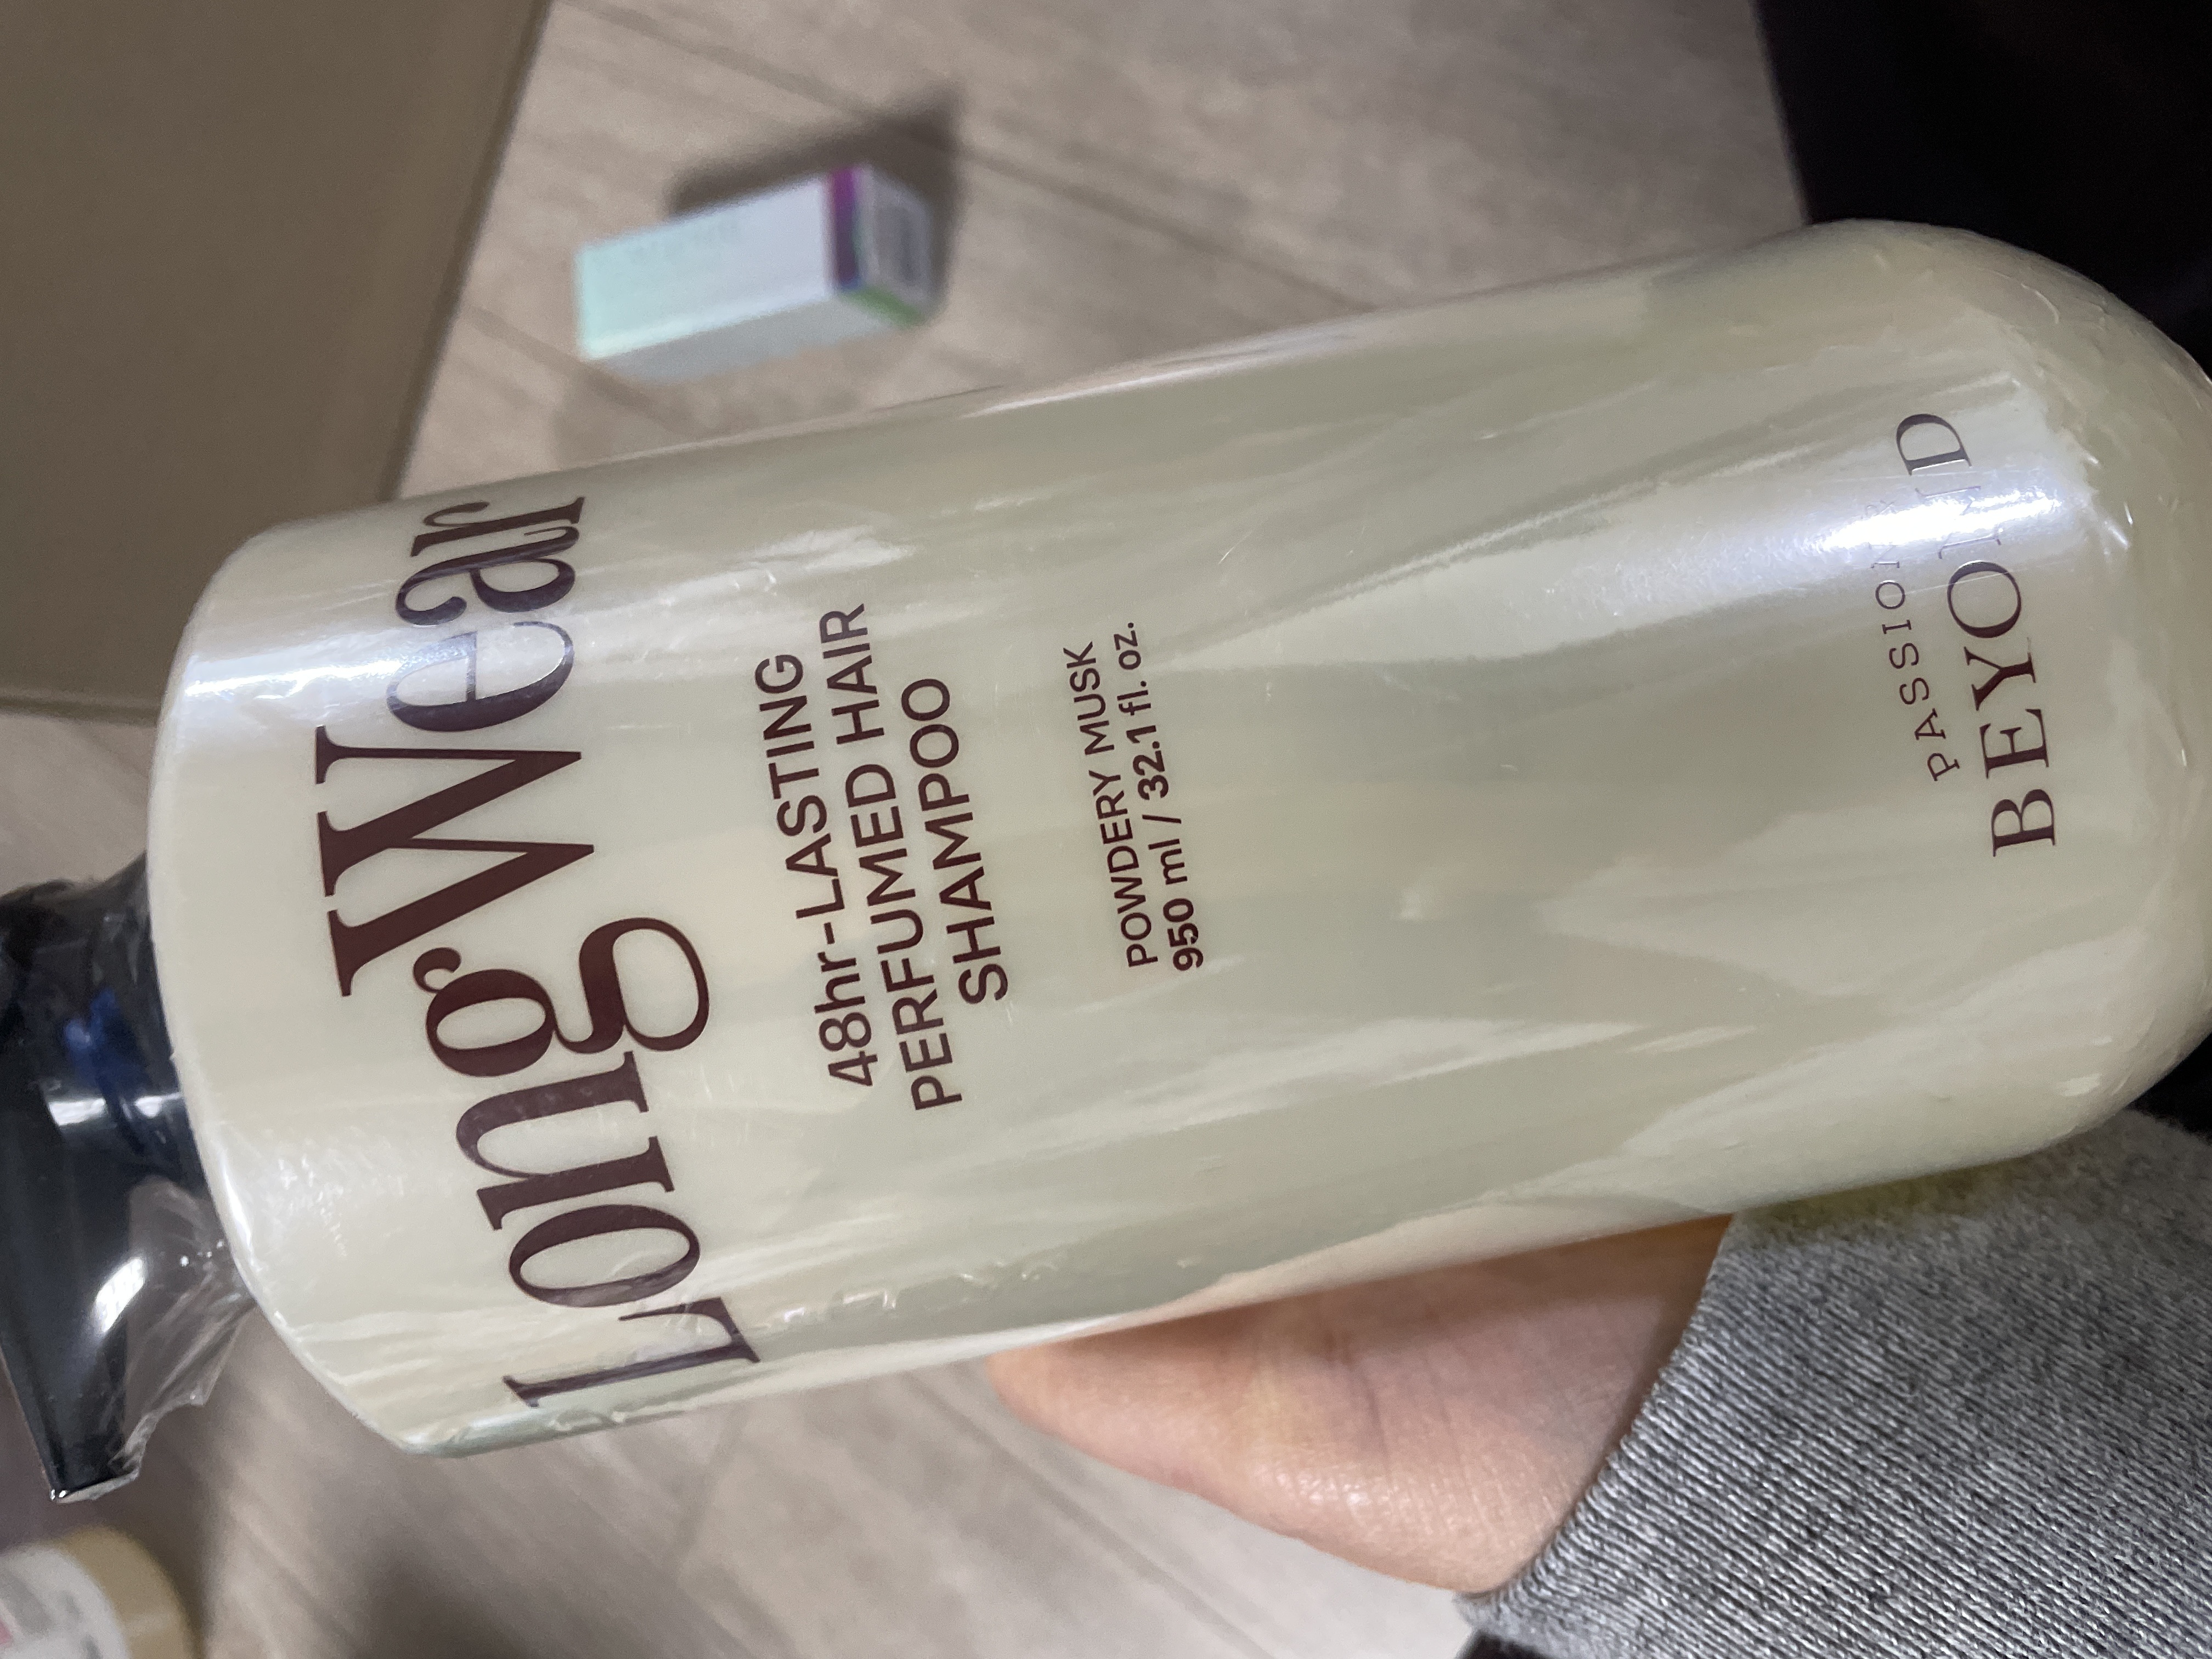 LongWear
48hr-LASTING
PERFUMED HAIR
SHAMPOO
POWDERY MUSK
950 ml / 32.1 fl. oz.
PASSION&
BEYOND